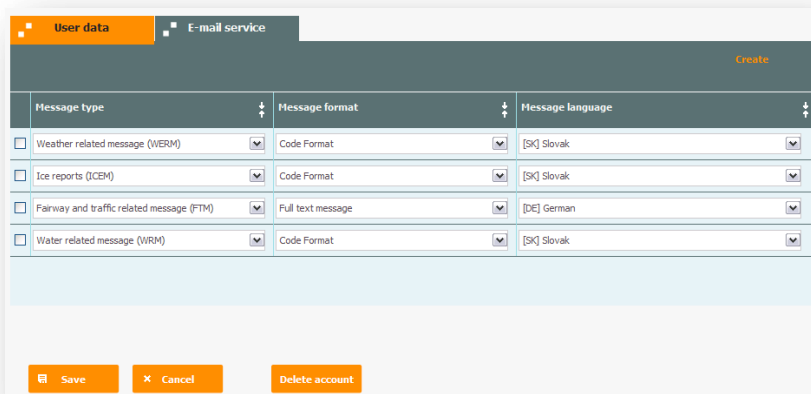 User data
E-mail service
Create
Message type Message format Message language
Weather related message (WERM) Code Format [SK] Slovak
Ice reports (ICEM) Code Format [SK] Slovak
Fairway and traffic related message (FTM) Full text message [DE] German
Water related message (WRM) Code Format [SK] Slovak
Save Cancel Delete account